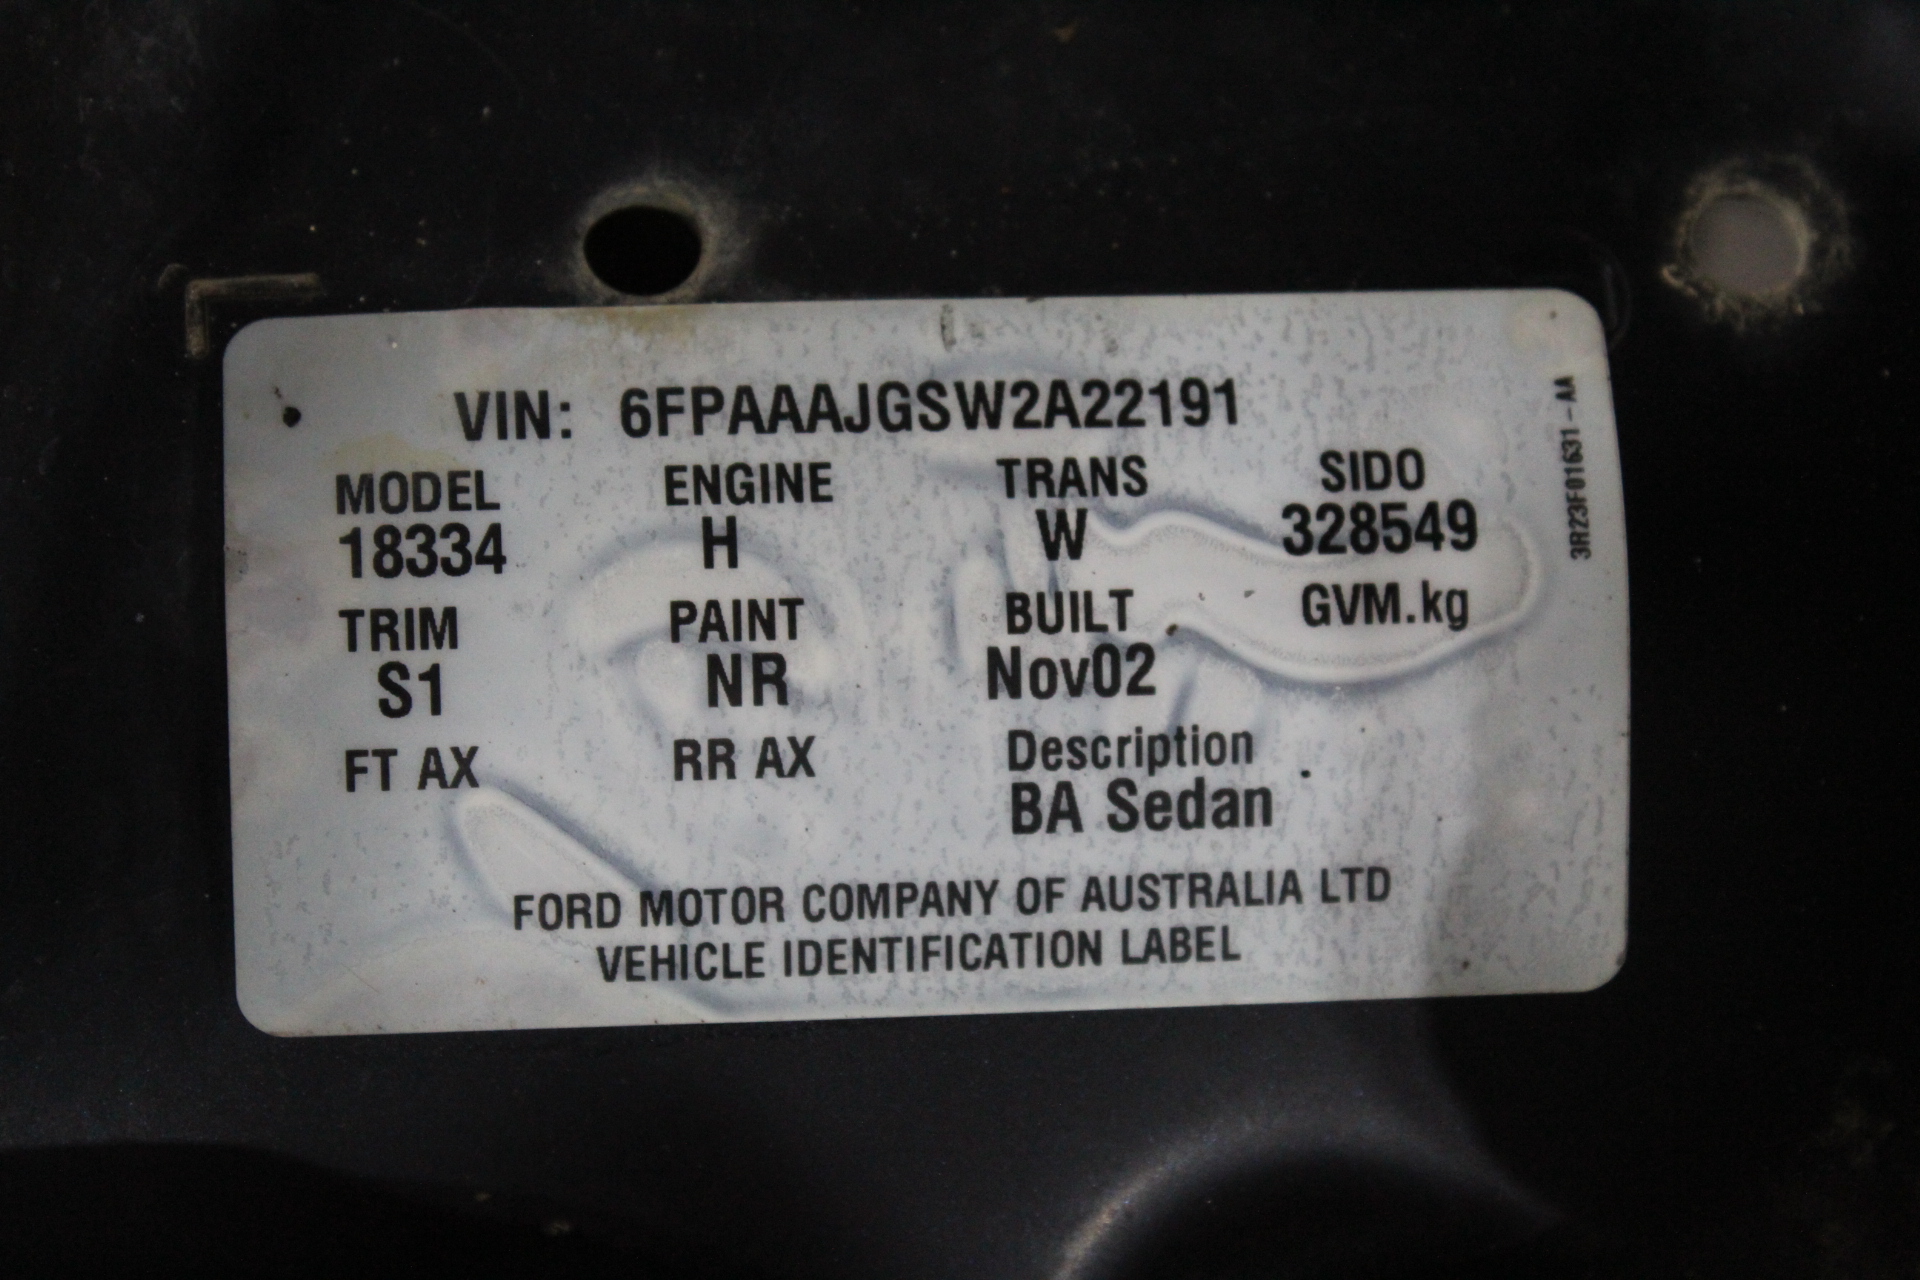 VIN: 6FPAAAJGSW2A22191
MODEL ENGINE TRANS SIDO
18334 H W 328549
TRIM PAINT BUILT GVM.kg
S1 NR Nov02
FT AX RR AX Description
BA Sedan
FORD MOTOR COMPANY OF AUSTRALIA LTD
VEHICLE IDENTIFICATION LABEL
3R23F01631-AA